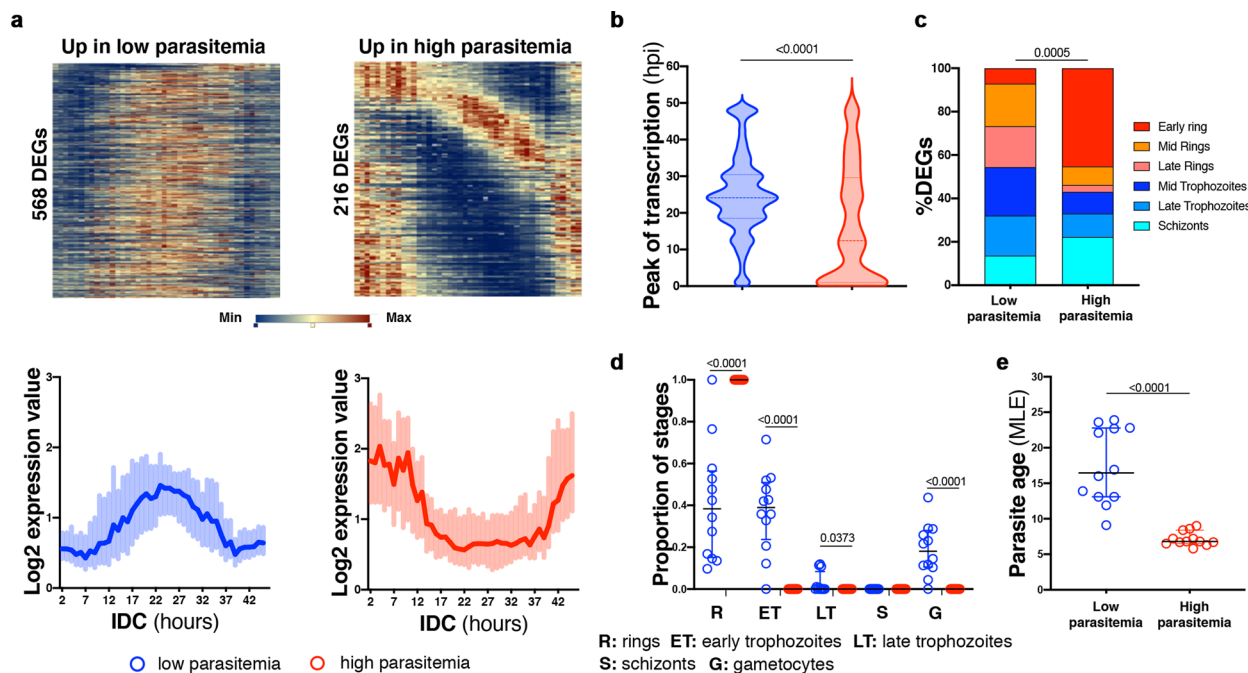 a
Up in low parasitemia
Up in high parasitemia
568 DEGs
216 DEGs
Min
Max
Log2 expression value
3
2
1
0
2 7 12 17 22 27 32 37 42
IDC (hours)
Log2 expression value
3
2
1
0
2 7 12 17 22 27 32 37 42
IDC (hours)
low parasitemia
high parasitemia
b
<0.0001
Peak of transcription (hpi)
60
50
40
30
20
10
0
c
0.0005
%DEGs
100
80
60
40
20
0
Low
parasitemia
High
parasitemia
Early ring
Mid Rings
Late Rings
Mid Trophozoites
Late Trophozoites
Schizonts
d
<0.0001
<0.0001
0.0373
<0.0001
Proportion of stages
1.0
0.8
0.6
0.4
0.2
0.0
R ET LT S G
R: rings ET: early trophozoites LT: late trophozoites
S: schizonts G: gametocytes
e
<0.0001
Parasite age (MLE)
30
25
20
15
10
5
0
Low
parasitemia
High
parasitemia